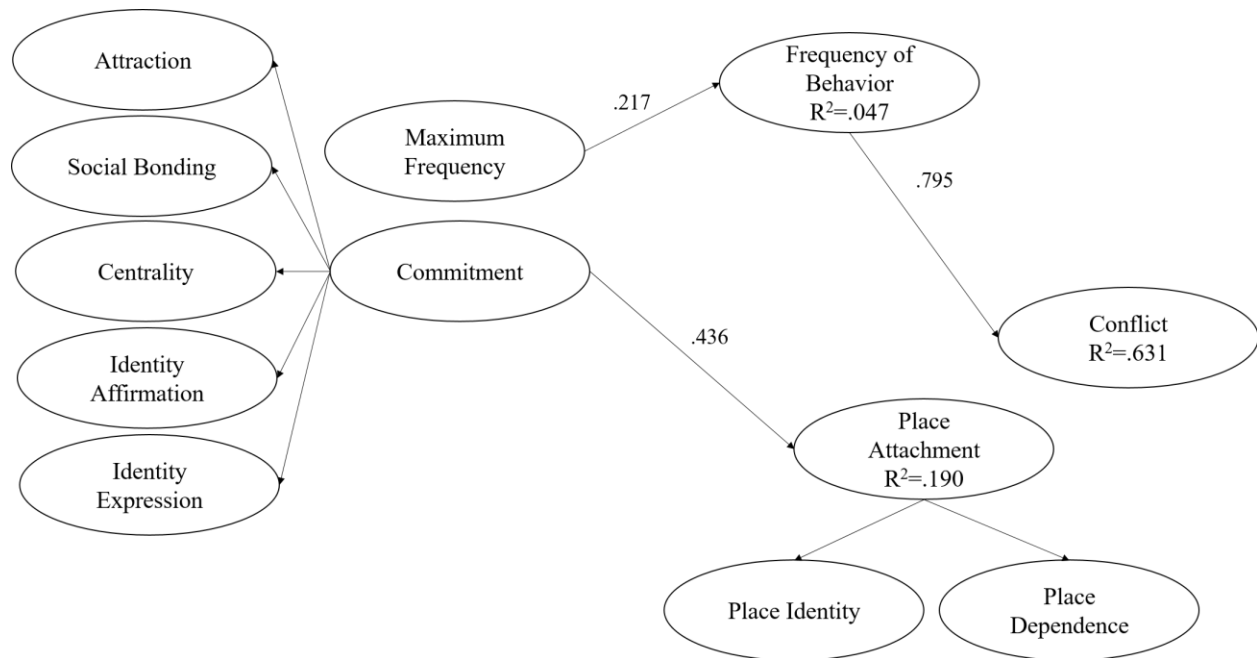 Attraction
Social Bonding
Centrality
Identity
Affirmation
Identity
Expression
Maximum
Frequency
Commitment
.217
Frequency of
Behavior
R²=.047
.795
.436
Conflict
R²=.631
Place
Attachment
R²=.190
Place Identity
Place
Dependence